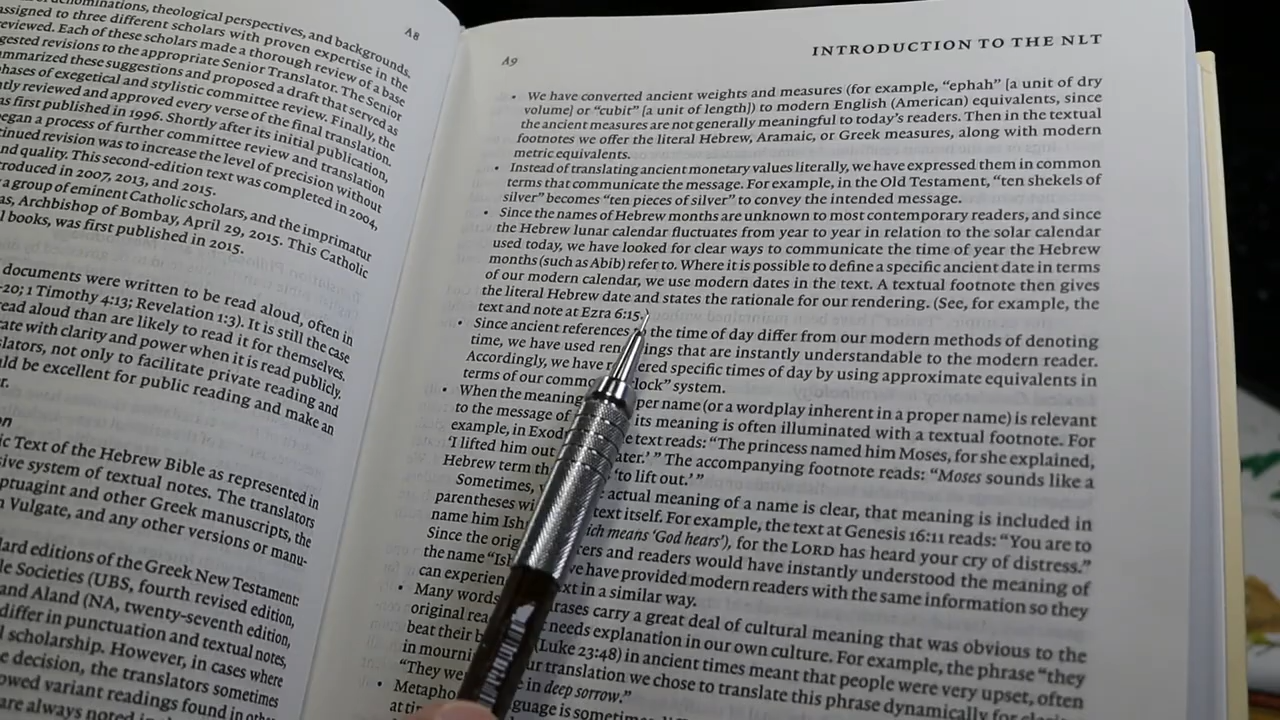 A8
denominations, theological perspectives, and backgrounds.
assigned to three different scholars with proven expertise in the
reviewed. Each of these scholars made a thorough review of a base
gested revisions to the appropriate Senior Translator. The Senior
ummarized these suggestions and proposed a draft that served as
phases of exegetical and stylistic committee review. Finally, the
tly reviewed and approved every verse of the final translation.
as first published in 1996. Shortly after its initial publication,
egan a process of further committee review and translation
tinued revision was to increase the level of precision without
nd quality. This second-edition text was completed in 2004,
troduced in 2007, 2013, and 2015.
a group of eminent Catholic scholars, and the imprimatur
as, Archbishop of Bombay, April 29, 2015. This Catholic
l books, was first published in 2015.
documents were written to be read aloud, often in
-20; 1 Timothy 4:13; Revelation 1:3). It is still the case
read aloud than are likely to read it for themselves.
ate with clarity and power when it is read publicly.
slators, not only to facilitate private reading and
ld be excellent for public reading and make an
r.
on
ic Text of the Hebrew Bible as represented in
sive system of textual notes. The translators
ptuagint and other Greek manuscripts, the
n Vulgate, and any other versions or manu-
dard editions of the Greek New Testament:
le Societies (UBS, fourth revised edition,
and Aland (NA, twenty-seventh edition,
differ in punctuation and textual notes,
l scholarship. However, in cases where
e decision, the translators sometimes
owed variant readings found in other
are always noted in the
A9
INTRODUCTION TO THE NLT
• We have converted ancient weights and measures (for example, “ephah” [a unit of dry
volume] or “cubit” [a unit of length]) to modern English (American) equivalents, since
the ancient measures are not generally meaningful to today’s readers. Then in the textual
footnotes we offer the literal Hebrew, Aramaic, or Greek measures, along with modern
metric equivalents.
• Instead of translating ancient monetary values literally, we have expressed them in common
terms that communicate the message. For example, in the Old Testament, “ten shekels of
silver” becomes “ten pieces of silver” to convey the intended message.
• Since the names of Hebrew months are unknown to most contemporary readers, and since
the Hebrew lunar calendar fluctuates from year to year in relation to the solar calendar
used today, we have looked for clear ways to communicate the time of year the Hebrew
months (such as Abib) refer to. Where it is possible to define a specific ancient date in terms
of our modern calendar, we use modern dates in the text. A textual footnote then gives
the literal Hebrew date and states the rationale for our rendering. (See, for example, the
text and note at Ezra 6:15.
• Since ancient references the time of day differ from our modern methods of denoting
time, we have used ren ings that are instantly understandable to the modern reader.
Accordingly, we have r ered specific times of day by using approximate equivalents in
terms of our commo lock” system.
• When the meaning per name (or a wordplay inherent in a proper name) is relevant
to the message of its meaning is often illuminated with a textual footnote. For
example, in Exod e text reads: “The princess named him Moses, for she explained,
‘I lifted him out ater.’ ” The accompanying footnote reads: “Moses sounds like a
Hebrew term th ‘to lift out.’ ”
Sometimes, actual meaning of a name is clear, that meaning is included in
parentheses wi text itself. For example, the text at Genesis 16:11 reads: “You are to
name him Ish ich means ‘God hears’), for the LORD has heard your cry of distress.”
Since the orig ers and readers would have instantly understood the meaning of
the name “Ish we have provided modern readers with the same information so they
can experien xt in a similar way.
• Many words rases carry a great deal of cultural meaning that was obvious to the
original rea needs explanation in our own culture. For example, the phrase “they
beat their b (Luke 23:48) in ancient times meant that people were very upset, often
in mourni ur translation we chose to translate this phrase dynamically for
“They we e in deep sorrow.”
• Metapho guage is sometimes
at tim